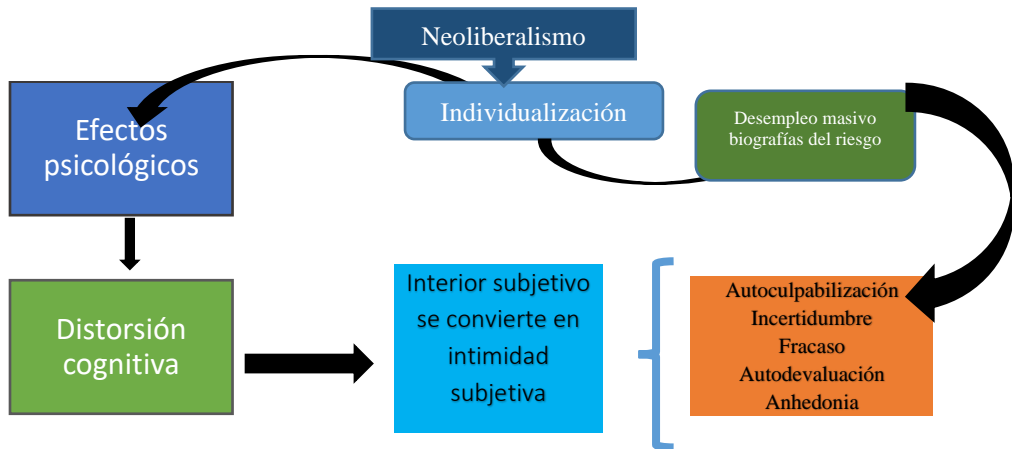 Neoliberalismo
Individualización
Efectos
psicológicos
Desempleo masivo
biografías del riesgo
Distorsión
cognitiva
Interior subjetivo
se convierte en
intimidad
subjetiva
Autoculpabilización
Incertidumbre
Fracaso
Autodevaluación
Anhedonia